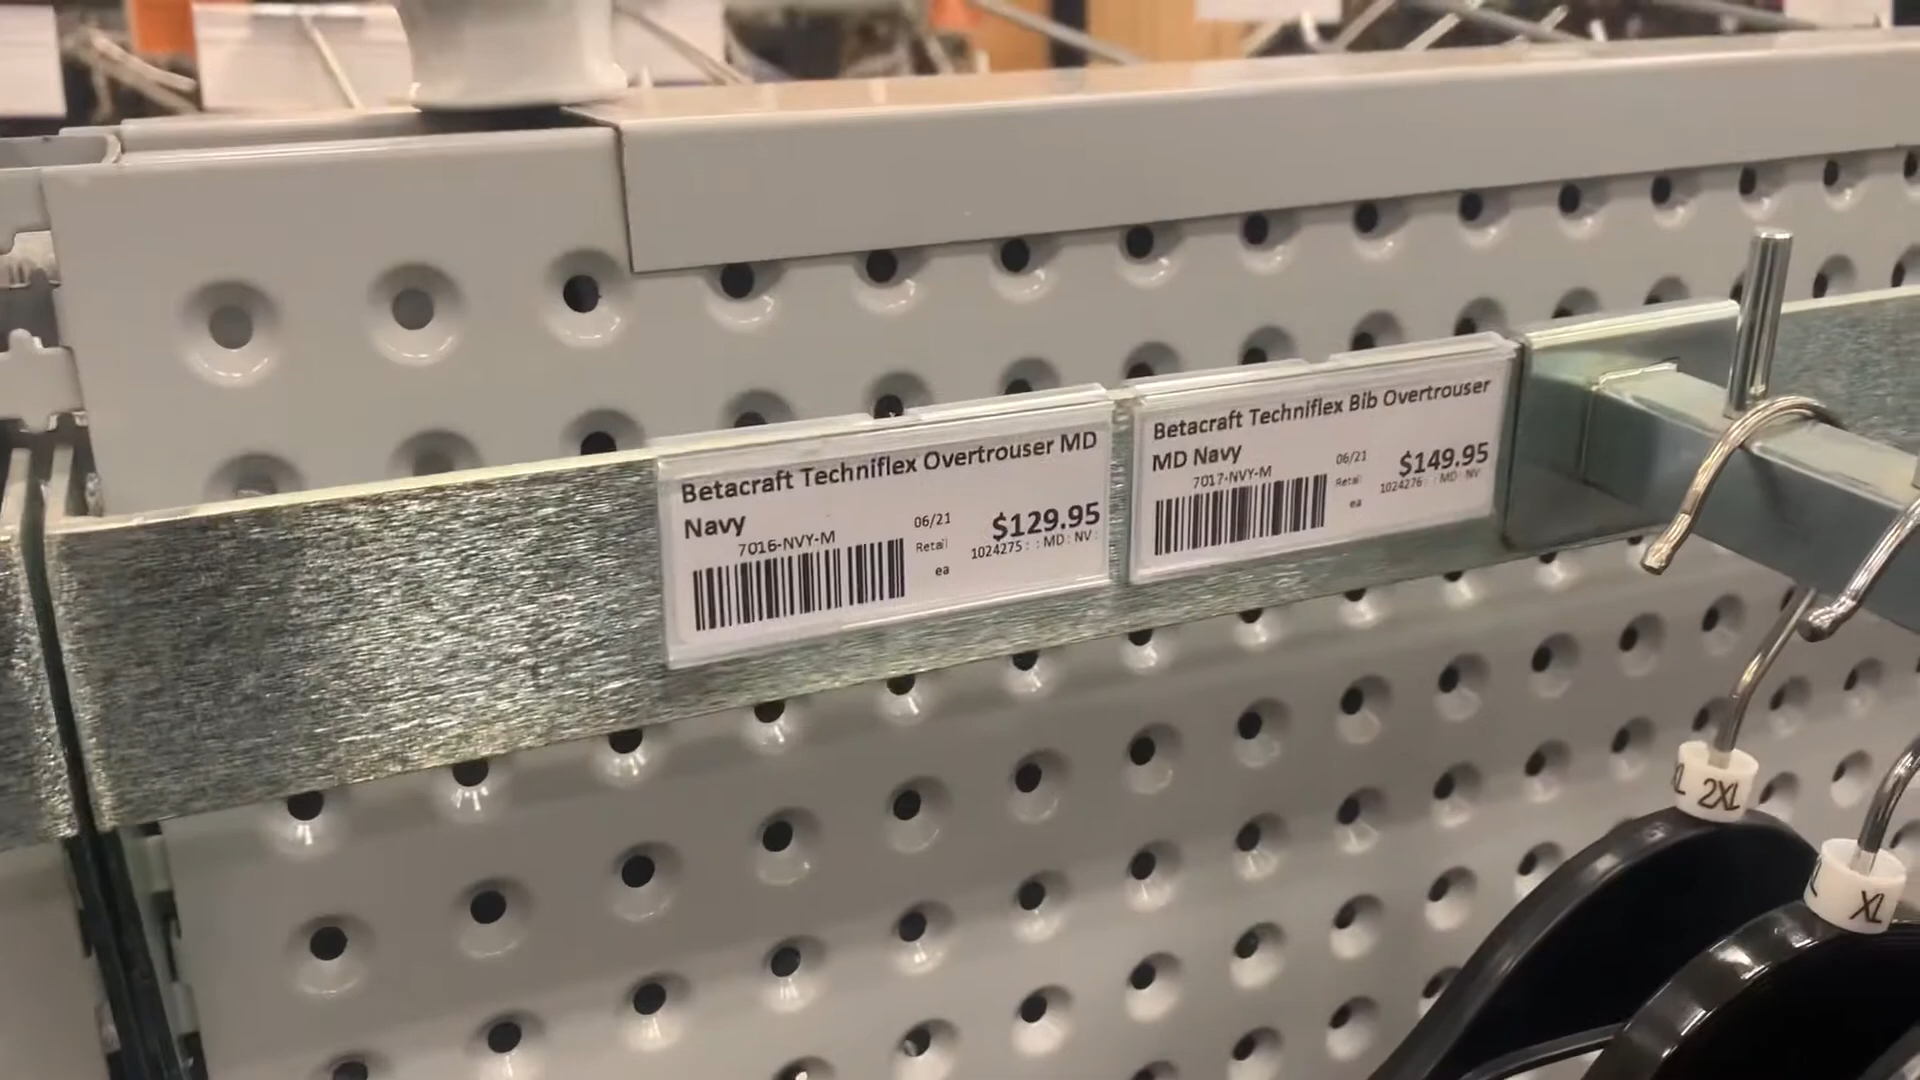 Betacraft Techniflex Overtrouser MD
Navy
7016-NVY-M
06/21
$129.95
Retail
1024275: : MD: NV:
ea
Betacraft Techniflex Bib Overtrouser
MD Navy
7017-NVY-M
06/21
$149.95
Retail
1024276: : MD: NV
ea
2XL
XL